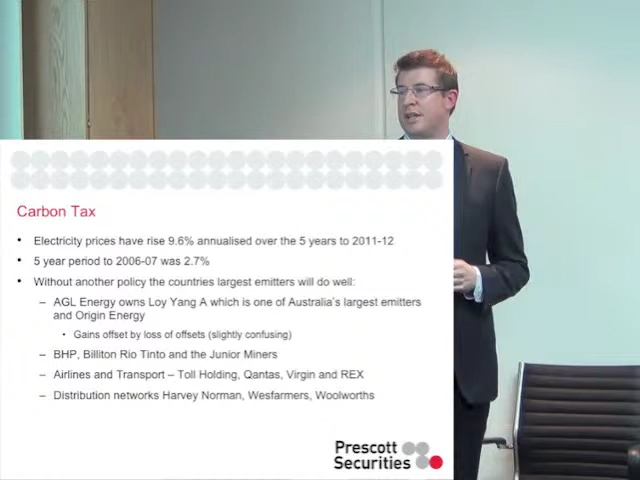 Carbon Tax
• Electricity prices have rise 9.6% annualised over the 5 years to 2011-12
• 5 year period to 2006-07 was 2.7%
• Without another policy the countries largest emitters will do well:
– AGL Energy owns Loy Yang A which is one of Australia's largest emitters
and Origin Energy
• Gains offset by loss of offsets (slightly confusing)
– BHP, Billiton Rio Tinto and the Junior Miners
– Airlines and Transport – Toll Holding, Qantas, Virgin and REX
– Distribution networks Harvey Norman, Wesfarmers, Woolworths
Prescott
Securities